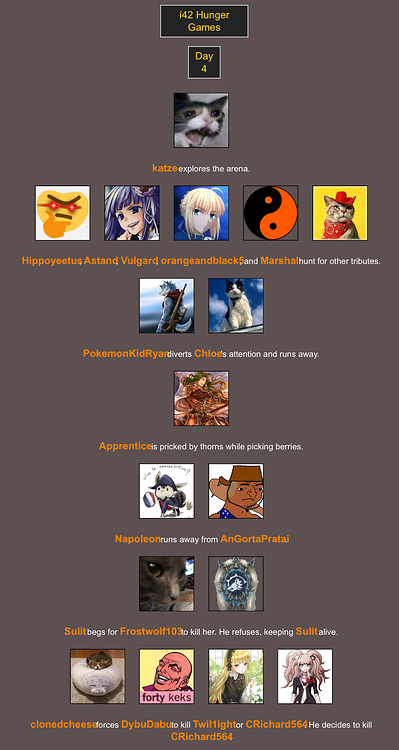 í42 Hunger
Games
Day
4
katze explores the arena.
Hippoyeetus, Astand, Vulgard, orangeandblack5, and Marshal hunt for other tributes.
PokemonKidRyan diverts Chloe's attention and runs away.
Apprentice is pricked by thorns while picking berries.
Napoleon runs away from AnGortaPratai.
Sulit begs for Frostwolf103 to kill her. He refuses, keeping Sulit alive.
forty keks
clonedcheese forces DybuDabu to kill Twil1ight or CRichard564. He decides to kill
CRichard564.